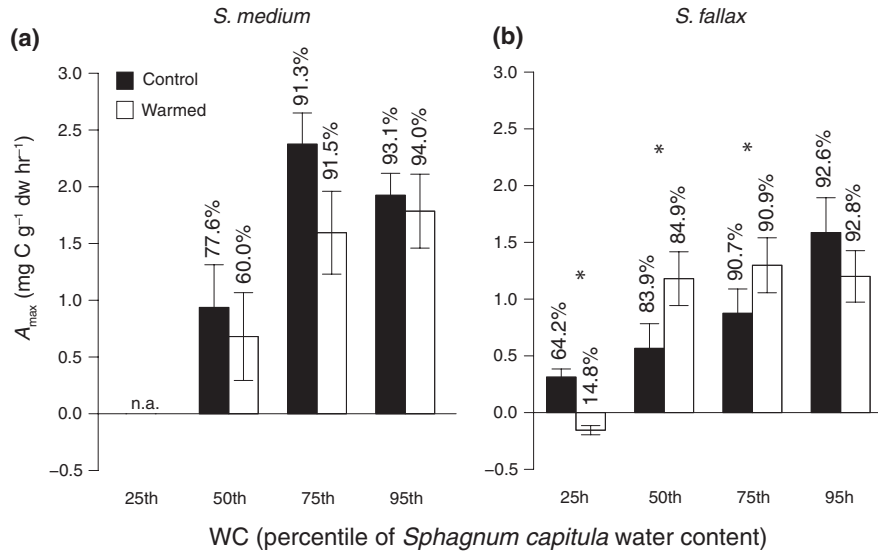 S. medium
S. fallax
(a)
(b)
Control
Warmed
A_max (mg C g⁻¹ dw hr⁻¹)
3.0
2.5
2.0
1.5
1.0
0.5
0.0
−0.5
n.a.
77.6%
60.0%
91.3%
91.5%
93.1%
94.0%
25th
50th
75th
95th
3.0
2.5
2.0
1.5
1.0
0.5
0.0
−0.5
64.2%
14.8%
*
83.9%
84.9%
*
90.7%
90.9%
*
92.6%
92.8%
25h
50th
75th
95h
WC (percentile of Sphagnum capitula water content)